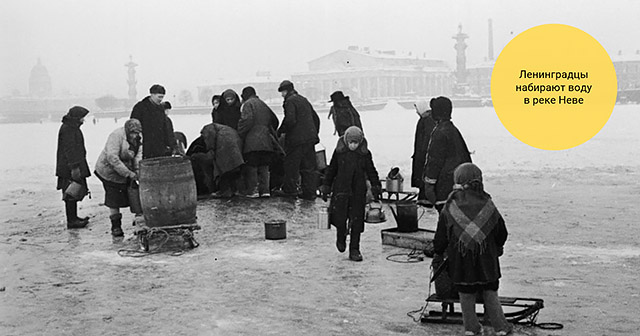 Ленинградцы
набирают воду
в реке Неве